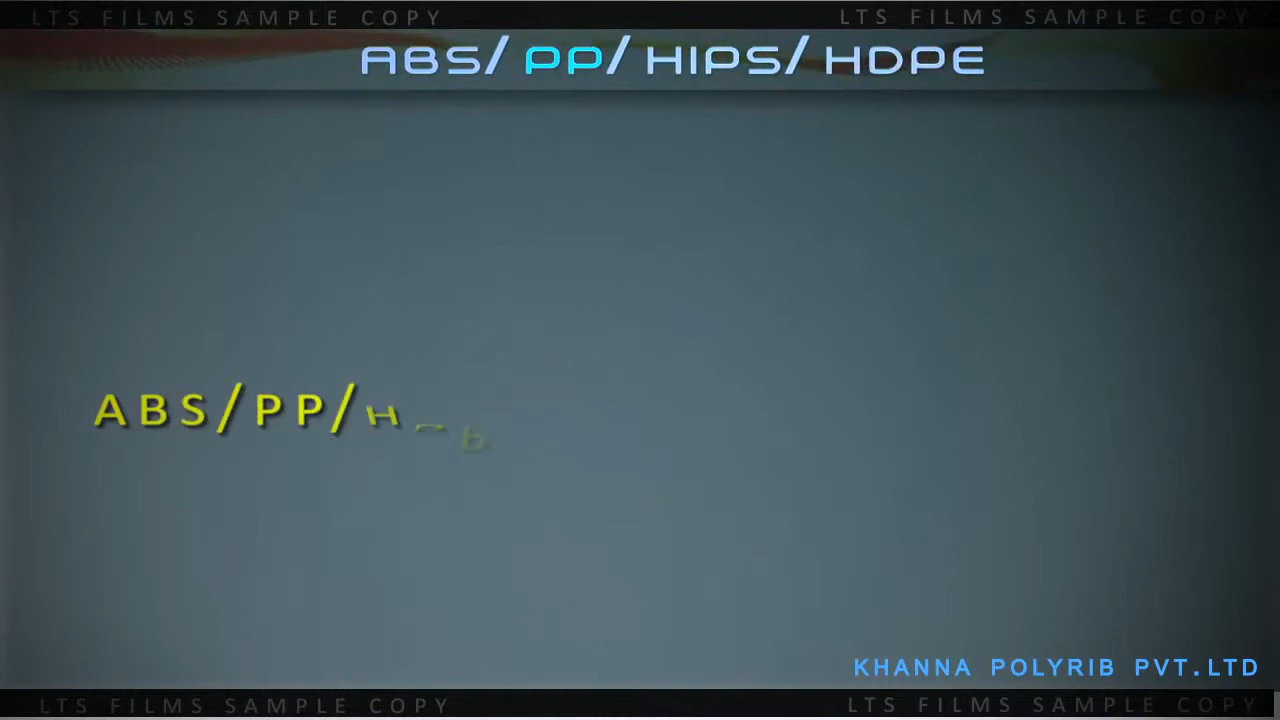 LTS FILMS SAMPLE COPY LTS FILMS SAMPLE COPY
ABS/PP/HIPS/HDPE
ABS/PP/H
KHANNA POLYRIB PVT.LTD
LTS FILMS SAMPLE COPY LTS FILMS SAMPLE COPY